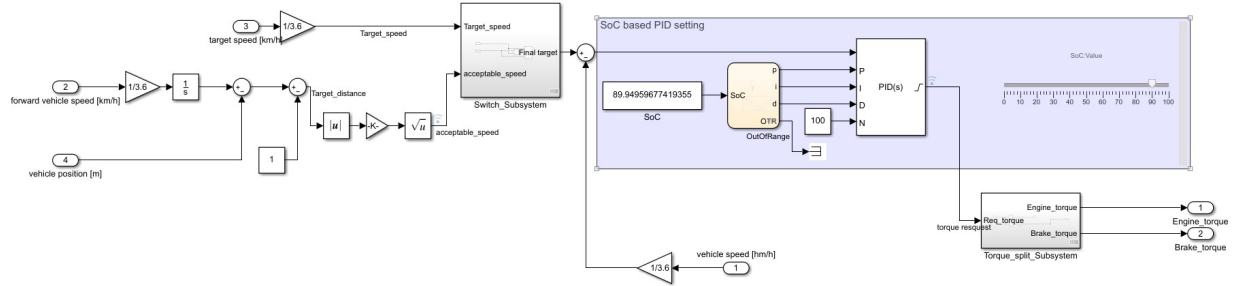 3
target speed [km/h]
1/3.6
Target_speed
Target_speed
acceptable_speed
Final target
Switch_Subsystem
2
forward vehicle speed [km/h]
1/3.6
1
s
+
−
+
−
Target_distance
|u|
-K-
√u
acceptable_speed
4
vehicle position [m]
1
+
−
SoC based PID setting
89.94959677419355
SoC
SoC
p
i
d
OTR
OutOfRange
100
P
I
D
N
PID(s)
SoC:Value
0 10 20 30 40 50 60 70 80 90 100
torque resquest
Req_torque
Engine_torque
Brake_torque
Torque_split_Subsystem
1
Engine_torque
2
Brake_torque
vehicle speed [hm/h]
1/3.6
1